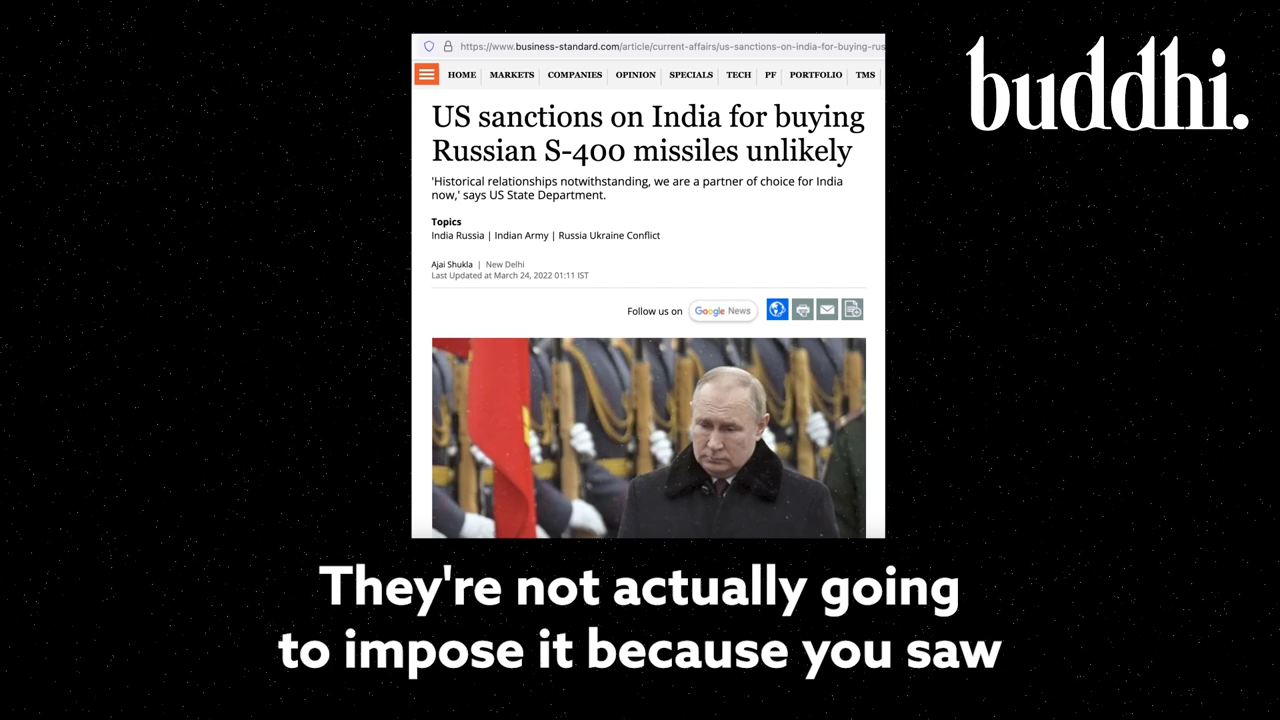 https://www.business-standard.com/article/current-affairs/us-sanctions-on-india-for-buying-rus
buddhi.
HOME MARKETS COMPANIES OPINION SPECIALS TECH PF PORTFOLIO TMS
US sanctions on India for buying
Russian S-400 missiles unlikely
'Historical relationships notwithstanding, we are a partner of choice for India
now,' says US State Department.
Topics
India Russia | Indian Army | Russia Ukraine Conflict
Ajai Shukla | New Delhi
Last Updated at March 24, 2022 01:11 IST
Follow us on Google News
They're not actually going
to impose it because you saw